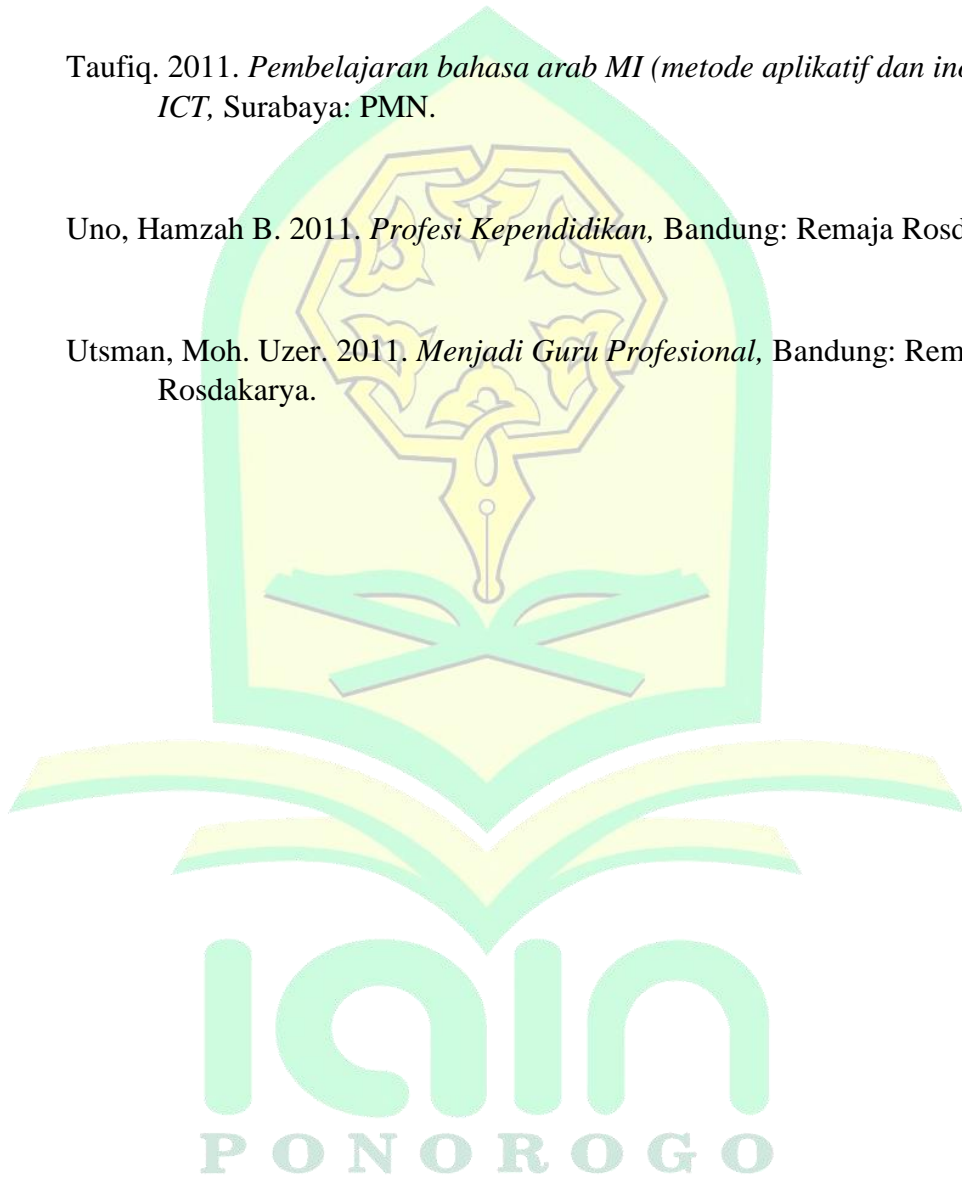 Taufiq. 2011. Pembelajaran bahasa arab MI (metode aplikatif dan
ICT, Surabaya: PMN.
Uno, Hamzah B. 2011. Profesi Kependidikan, Bandung: Remaja
Utsman, Moh. Uzer. 2011. Menjadi Guru Profesional, Bandung:
Rosdakarya.
iain
PONOROGO